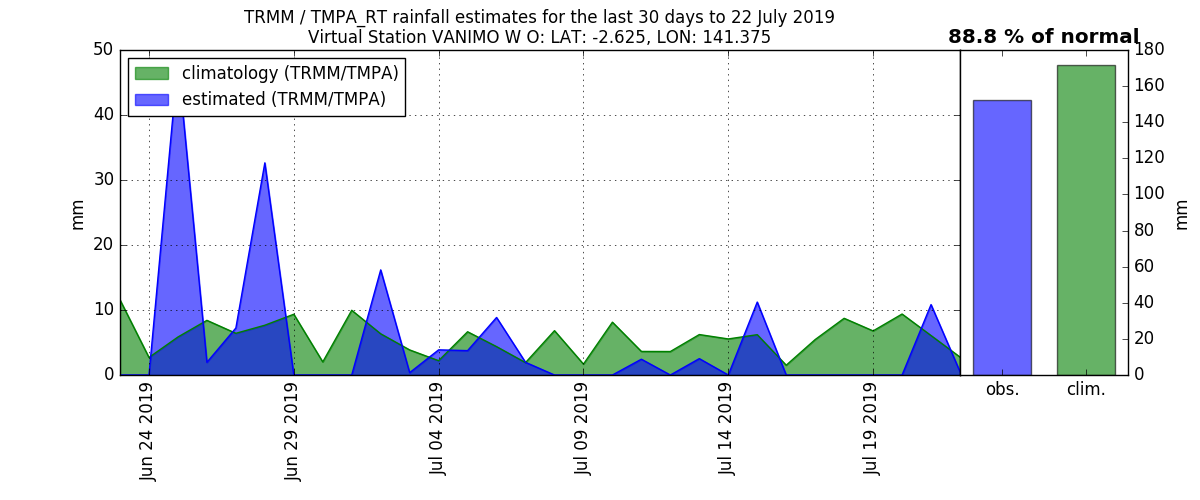 TRMM / TMPA_RT rainfall estimates for the last 30 days to 22 July 2019
Virtual Station VANIMO W O: LAT: -2.625, LON: 141.375
88.8 % of normal
climatology (TRMM/TMPA)
estimated (TRMM/TMPA)
50
40
30
20
10
0
mm
Jun 24 2019
Jun 29 2019
Jul 04 2019
Jul 09 2019
Jul 14 2019
Jul 19 2019
obs.
clim.
180
160
140
120
100
80
60
40
20
0
mm